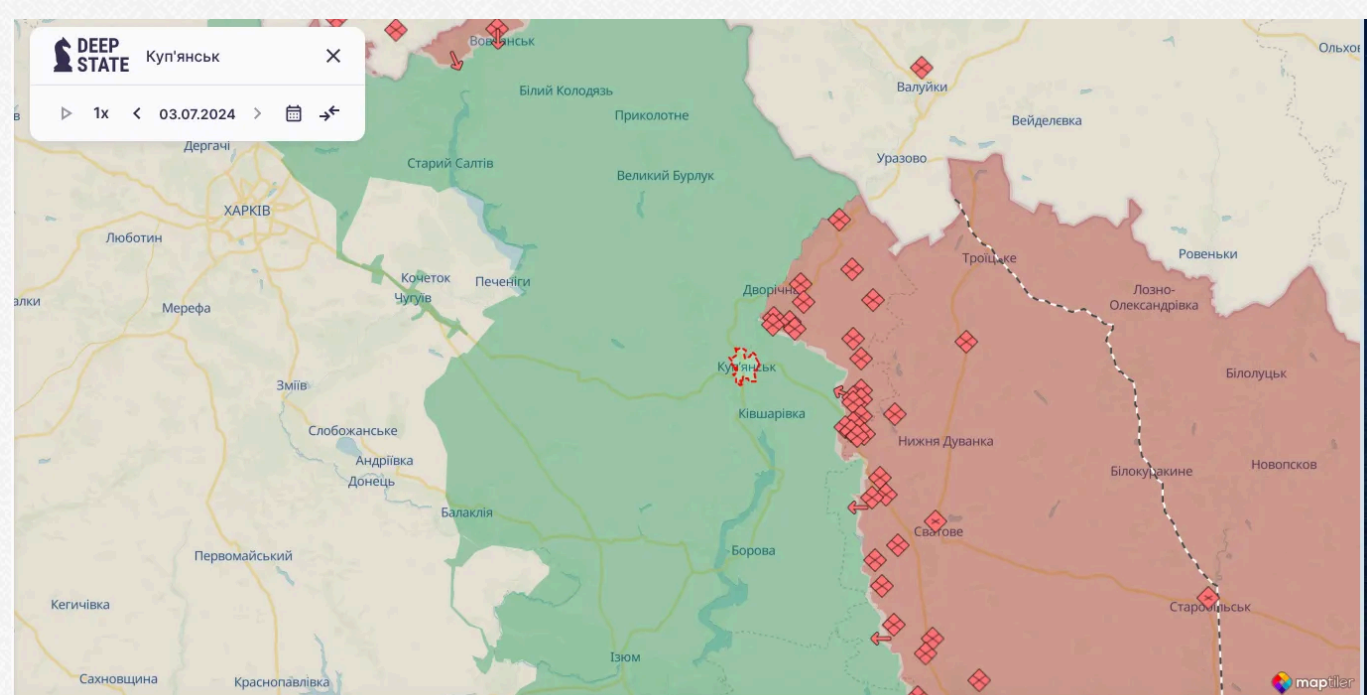 DEEP
STATE
Куп'янськ
1x
03.07.2024
Вовчанськ
Ольхов
Валуйки
Білий Колодязь
Приколотне
Вейделєвка
в
Дергачі
Старий Салтів
Великий Бурлук
Уразово
ХАРКІВ
Люботин
Ровеньки
Троїцьке
Кочеток
Печеніги
Чугуїв
Дворічна
Лозно-
Олександрівка
алки
Мерефа
Куп'янськ
Білолуцьк
Зміїв
Ківшарівка
Слобожанське
Нижня Дуванка
Андріївка
Донець
Білокуракине
Новопсков
Балаклія
Сватове
Борова
Первомайський
Кегичівка
Старобільськ
Ізюм
Сахновщина
Краснопавлівка
maptiler